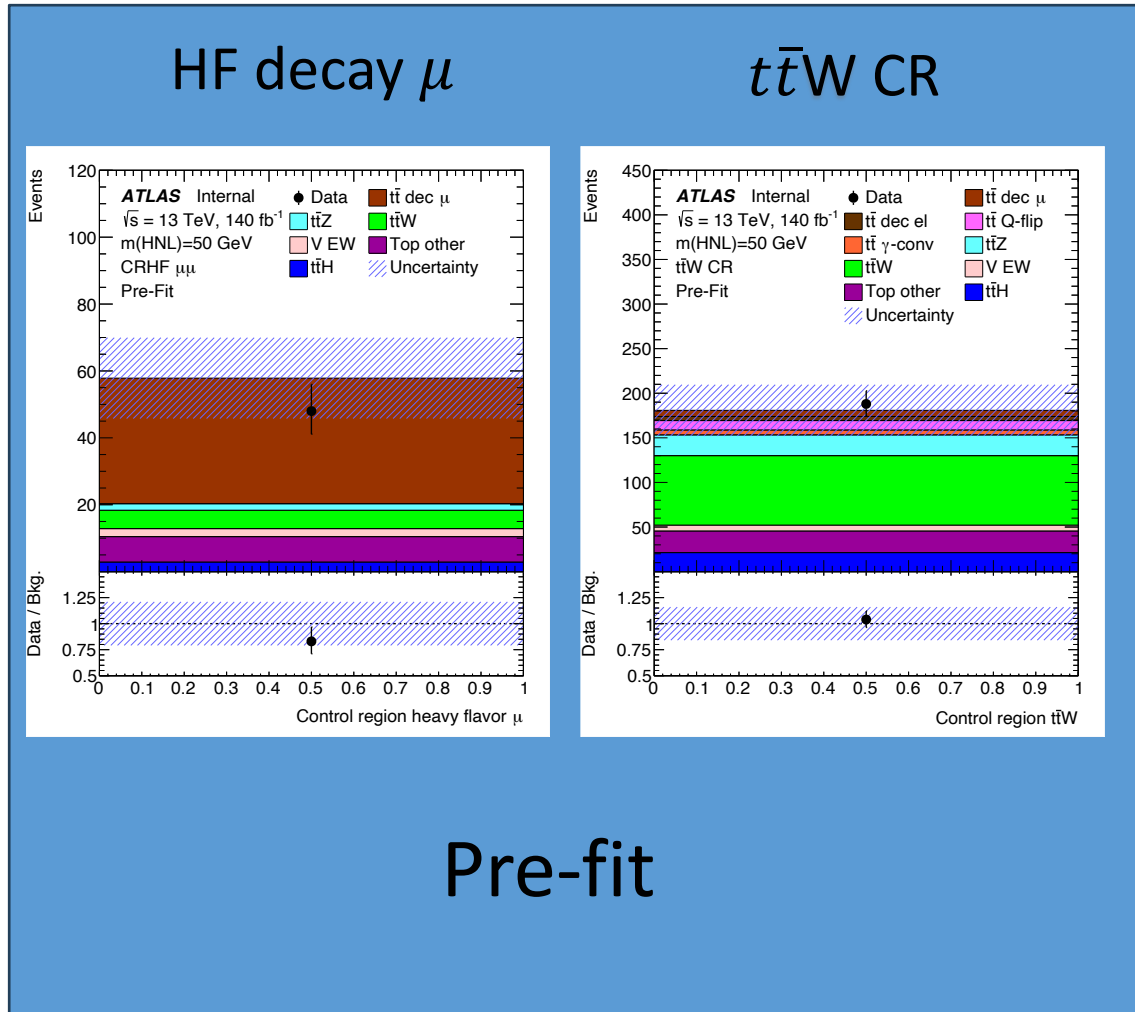 HF decay μ
tt̄W CR
Events
120
100
80
60
40
20
ATLAS Internal
√s = 13 TeV, 140 fb⁻¹
m(HNL)=50 GeV
CRHF μμ
Pre-Fit
Data
tt̄ dec μ
tt̄Z
tt̄W
V EW
Top other
tt̄H
Uncertainty
Data / Bkg.
1.25
1
0.75
0.5
0 0.1 0.2 0.3 0.4 0.5 0.6 0.7 0.8 0.9 1
Control region heavy flavor μ
Events
450
400
350
300
250
200
150
100
50
ATLAS Internal
√s = 13 TeV, 140 fb⁻¹
m(HNL)=50 GeV
tt̄W CR
Pre-Fit
Data
tt̄ dec μ
tt̄ dec el
tt̄ Q-flip
tt̄ γ-conv
tt̄Z
tt̄W
V EW
Top other
tt̄H
Uncertainty
Data / Bkg.
1.25
1
0.75
0.5
0 0.1 0.2 0.3 0.4 0.5 0.6 0.7 0.8 0.9 1
Control region tt̄W
Pre-fit